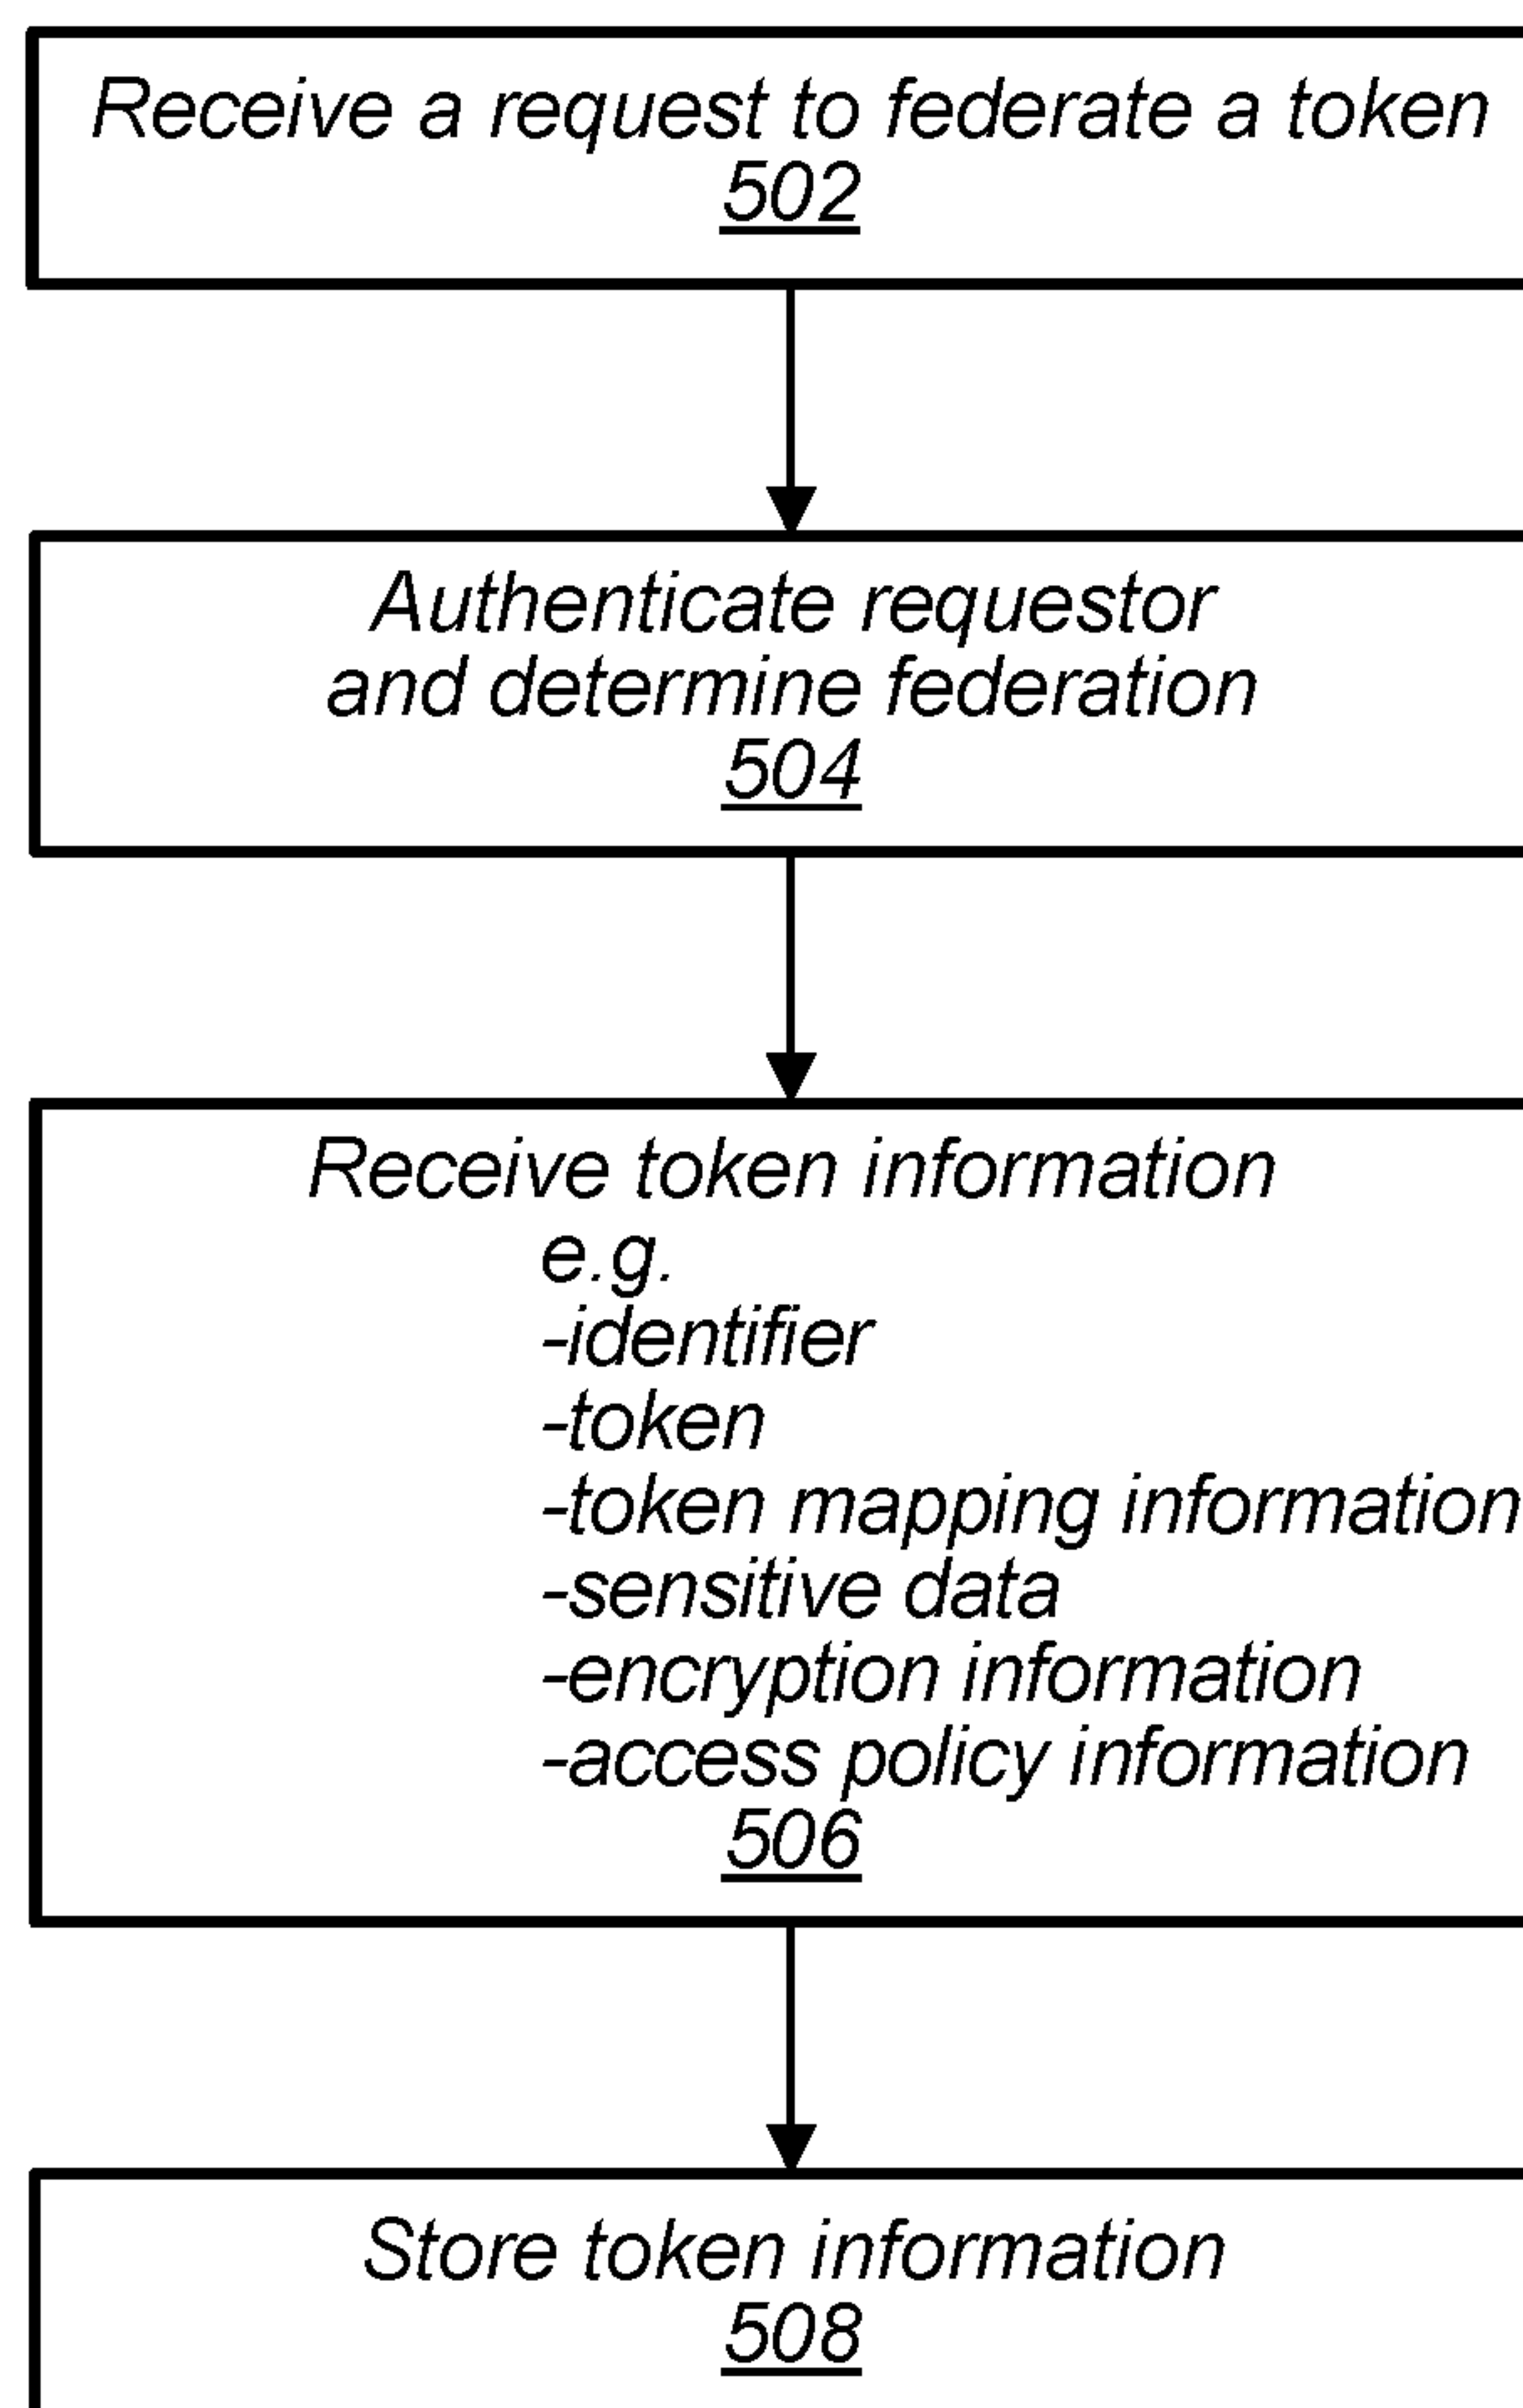 Receive a request to federate a token
502
Authenticate requestor
and determine federation
504
Receive token information
e.g.
-identifier
-token
-token mapping information
-sensitive data
-encryption information
-access policy information
506
Store token information
508